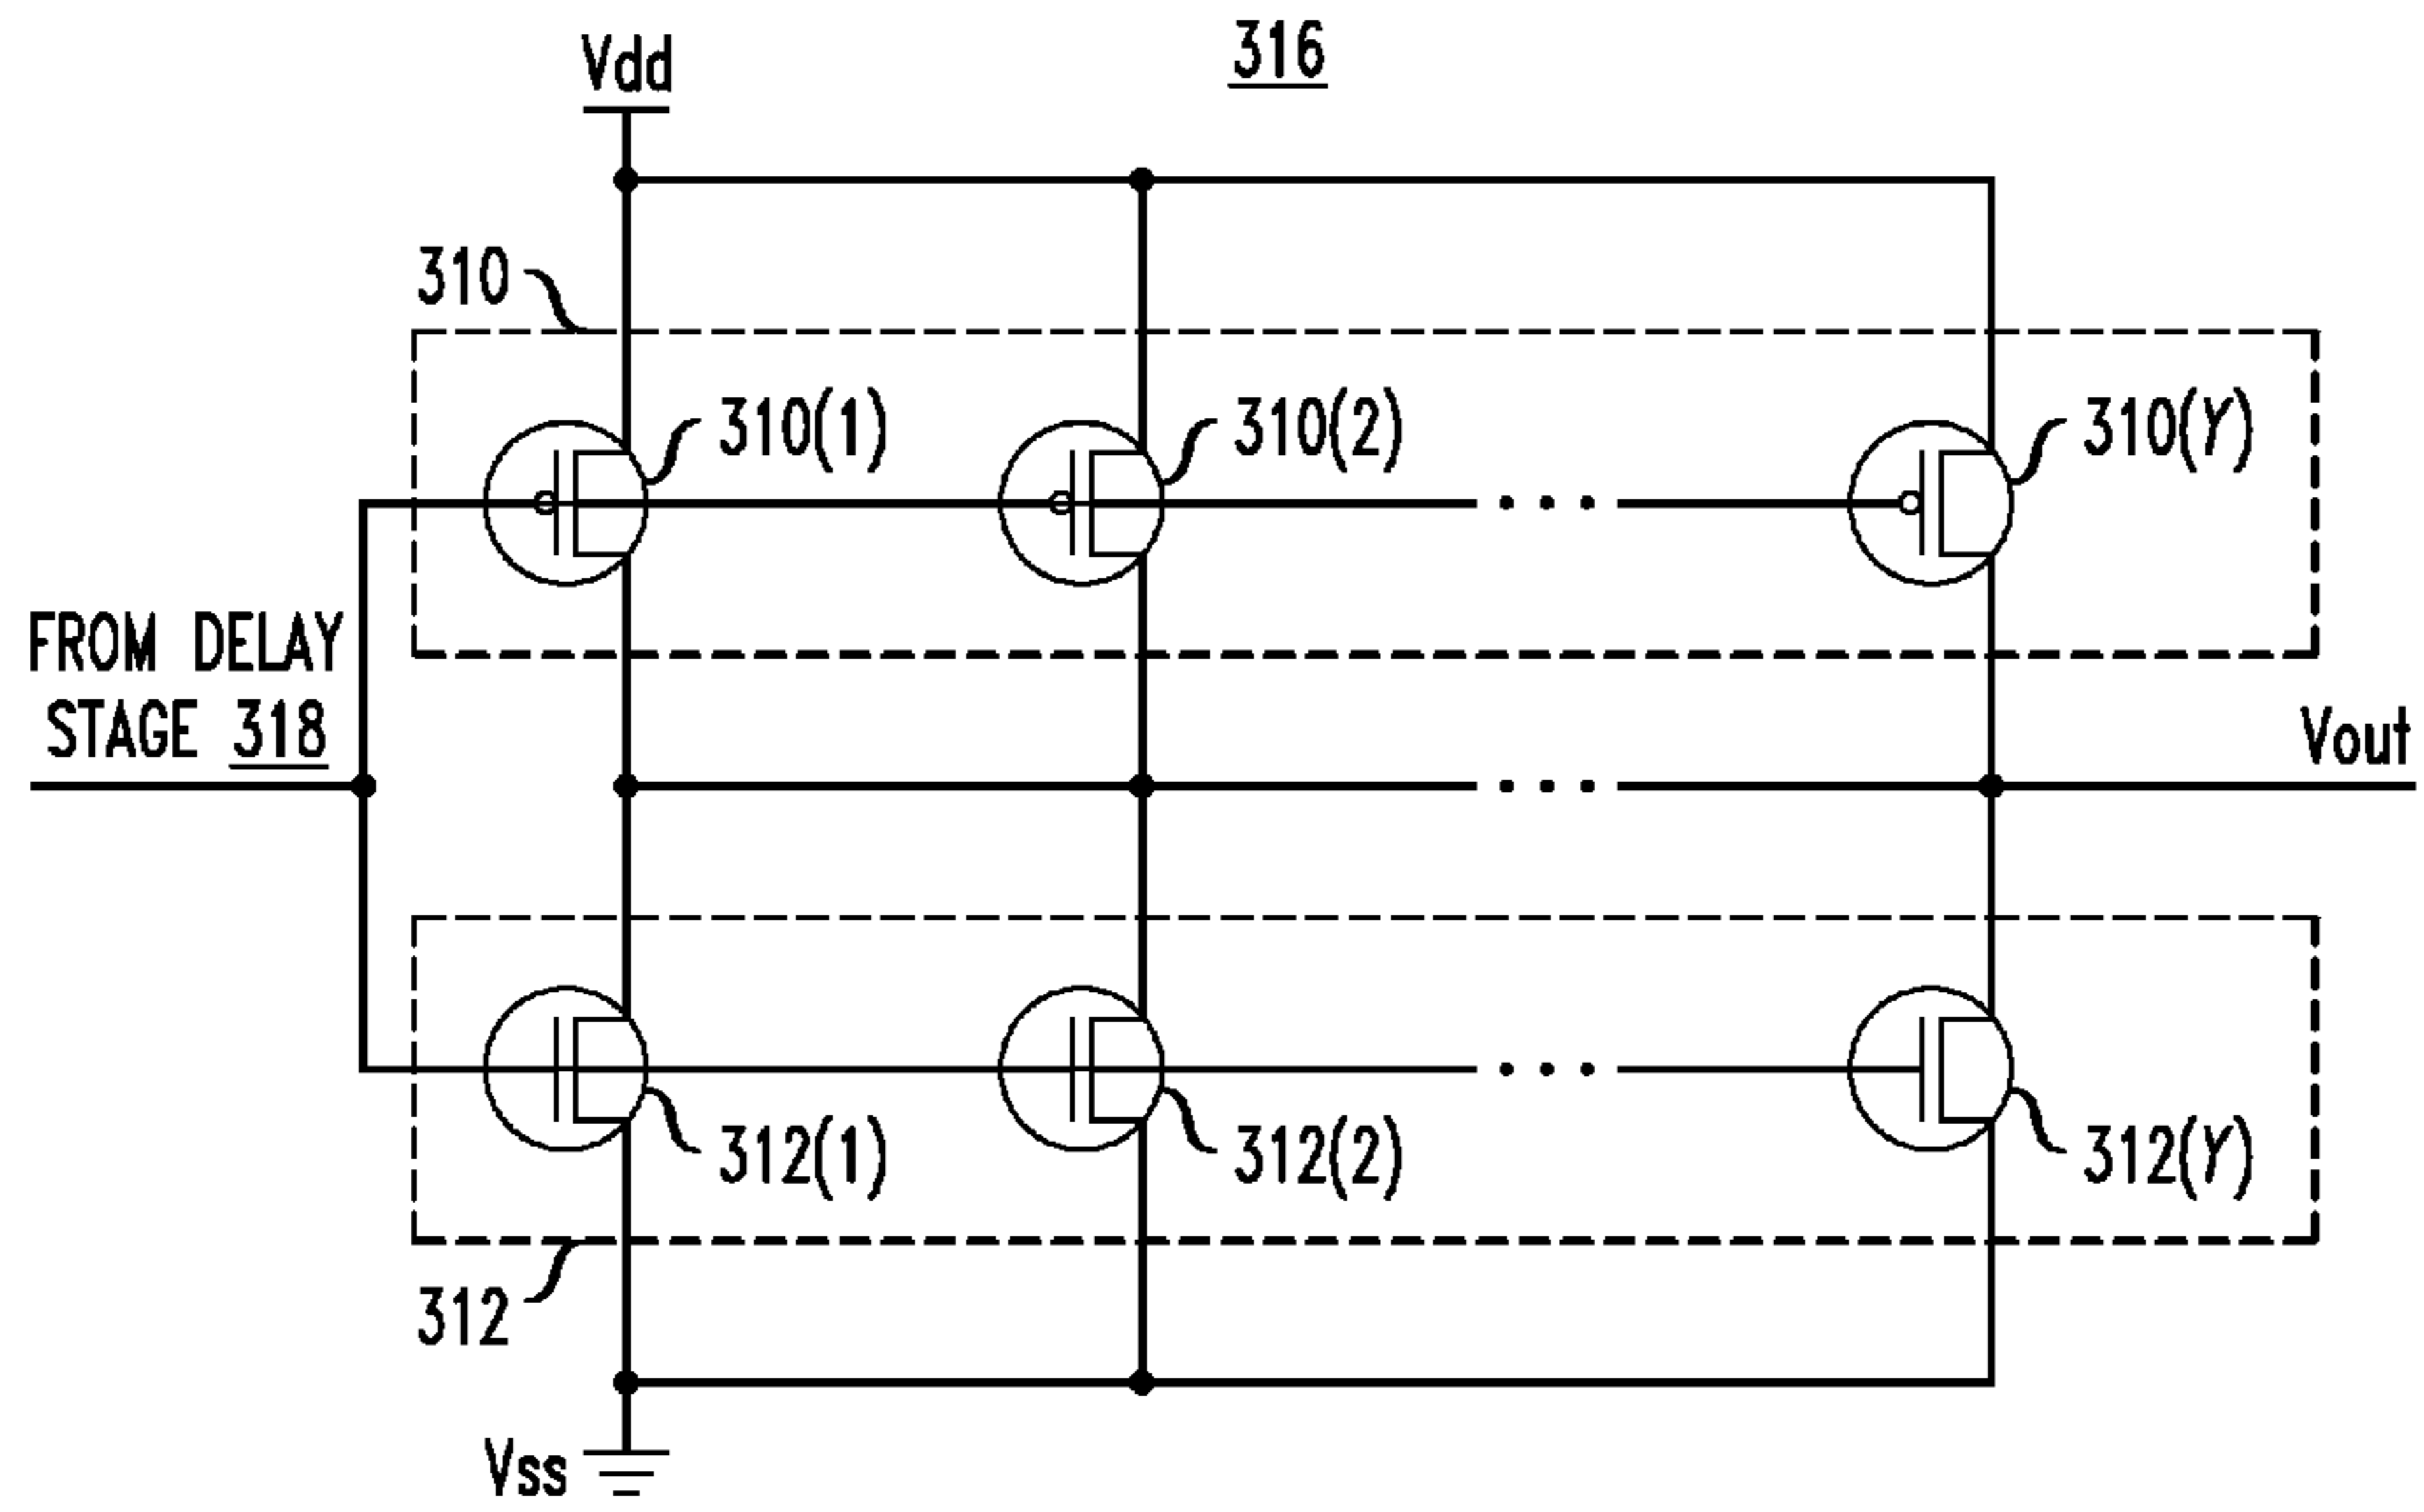 316
Vdd
310
310(1)
310(2)
310(Y)
FROM DELAY
STAGE 318
Vout
312(1)
312(2)
312(Y)
312
Vss